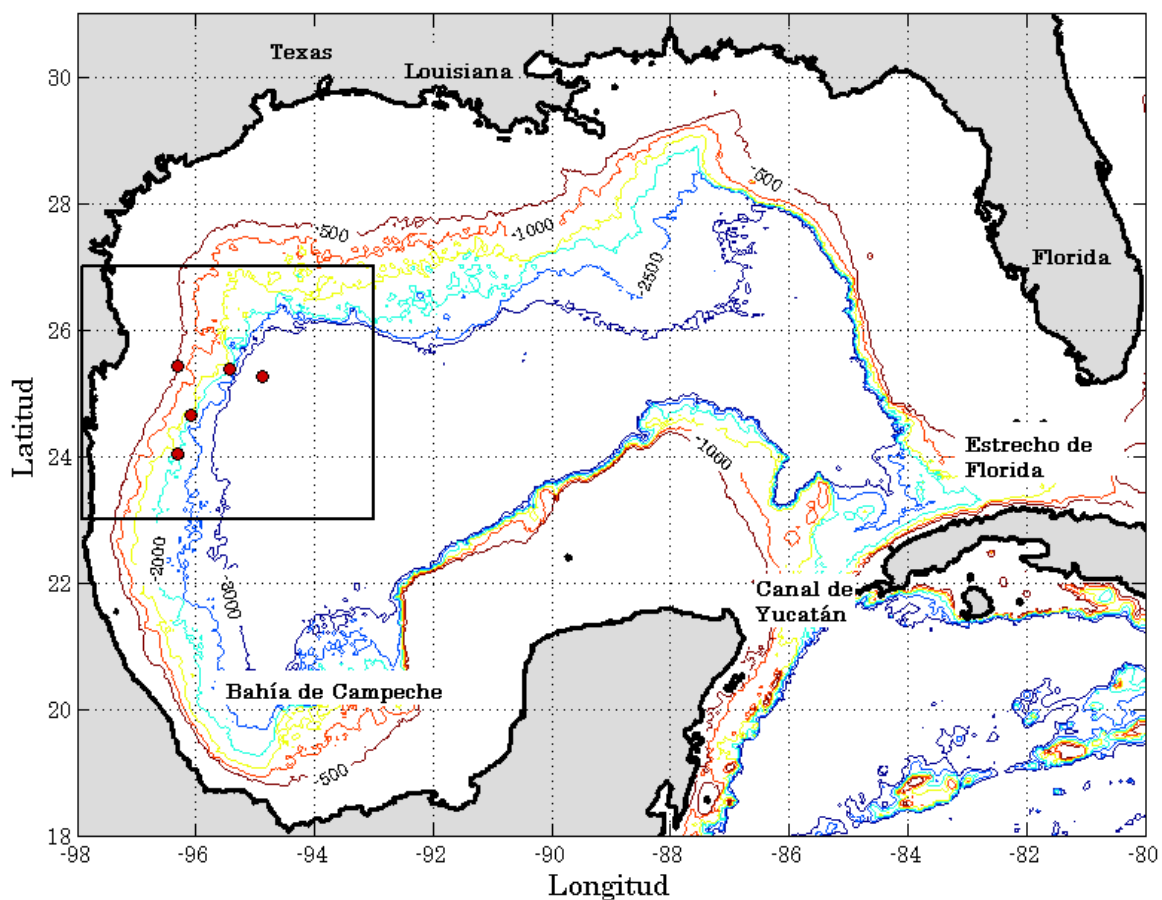 Texas
Louisiana
-500
-1000
-2500
-500
Florida
-1000
Estrecho de
Florida
-2000
-3000
Canal de
Yucatán
Bahía de Campeche
-500
30
28
26
24
22
20
18
Latitud
-98
-96
-94
-92
-90
-88
-86
-84
-82
-80
Longitud